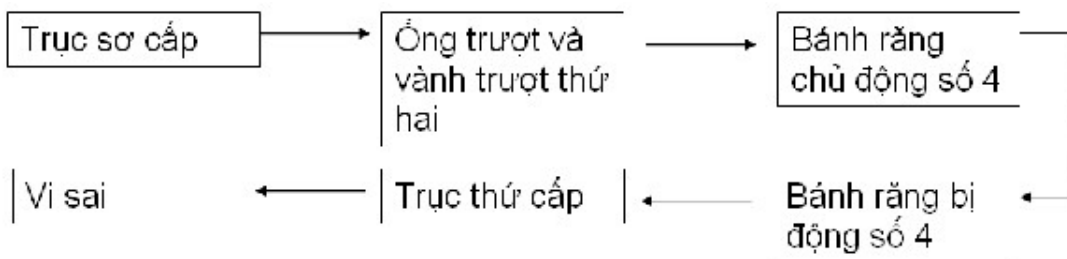 Trục sơ cấp
Ống trượt và
vành trượt thứ
hai
Bánh răng
chủ động số 4
Vi sai
Trục thứ cấp
Bánh răng bị
động số 4